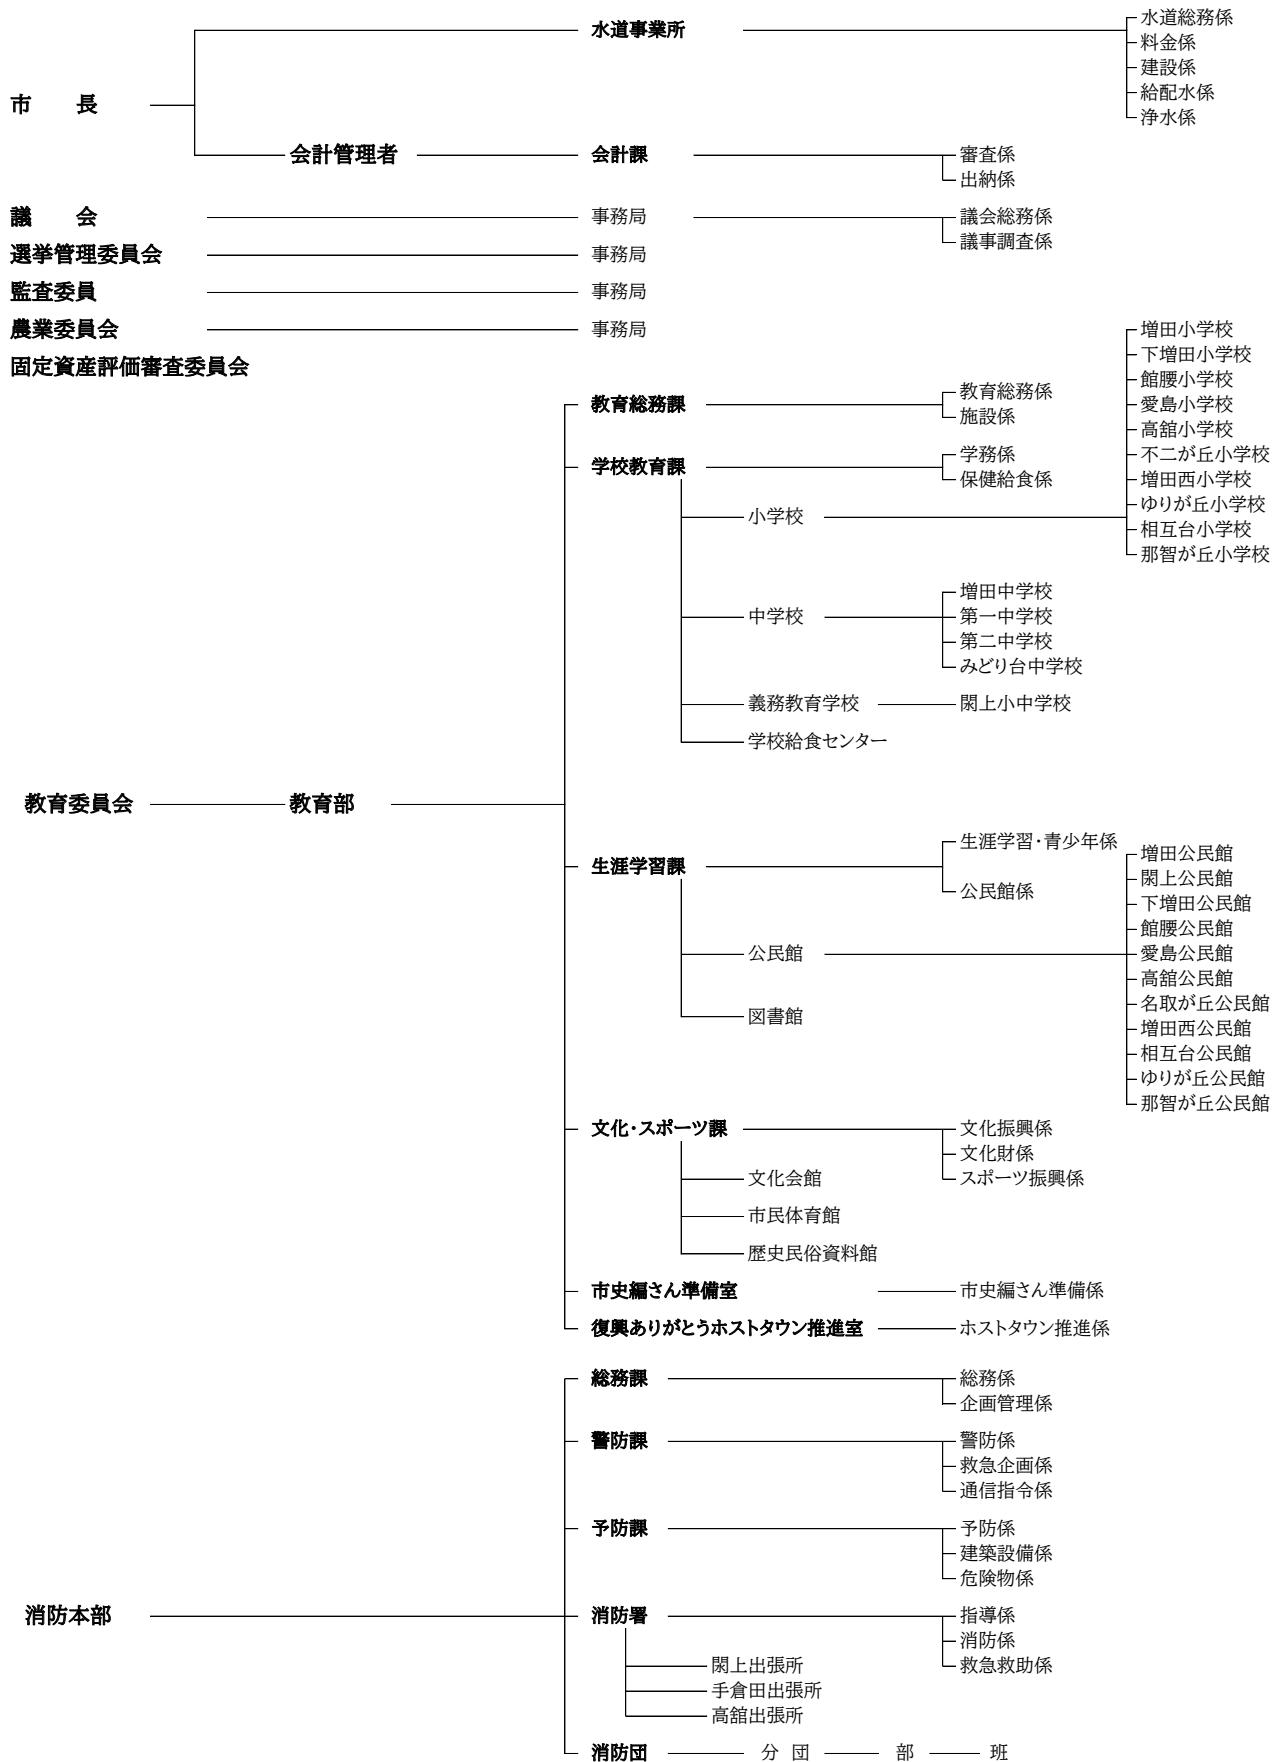 水道事業所
水道総務係
料金係
建設係
給配水係
浄水係
市　長
会計管理者
会計課
審査係
出納係
議　会
事務局
議会総務係
議事調査係
選挙管理委員会
事務局
監査委員
事務局
農業委員会
事務局
固定資産評価審査委員会
教育委員会
教育部
教育総務課
教育総務係
施設係
学校教育課
学務係
保健給食係
小学校
増田小学校
下増田小学校
館腰小学校
愛島小学校
高舘小学校
不二が丘小学校
増田西小学校
ゆりが丘小学校
相互台小学校
那智が丘小学校
中学校
増田中学校
第一中学校
第二中学校
みどり台中学校
義務教育学校
閖上小中学校
学校給食センター
生涯学習課
生涯学習・青少年係
公民館係
公民館
増田公民館
閖上公民館
下増田公民館
館腰公民館
愛島公民館
高舘公民館
名取が丘公民館
増田西公民館
相互台公民館
ゆりが丘公民館
那智が丘公民館
図書館
文化・スポーツ課
文化振興係
文化財係
スポーツ振興係
文化会館
市民体育館
歴史民俗資料館
市史編さん準備室
市史編さん準備係
復興ありがとうホストタウン推進室
ホストタウン推進係
消防本部
総務課
総務係
企画管理係
警防課
警防係
救急企画係
通信指令係
予防課
予防係
建築設備係
危険物係
消防署
指導係
消防係
救急救助係
閖上出張所
手倉田出張所
高舘出張所
消防団
分 団
部
班